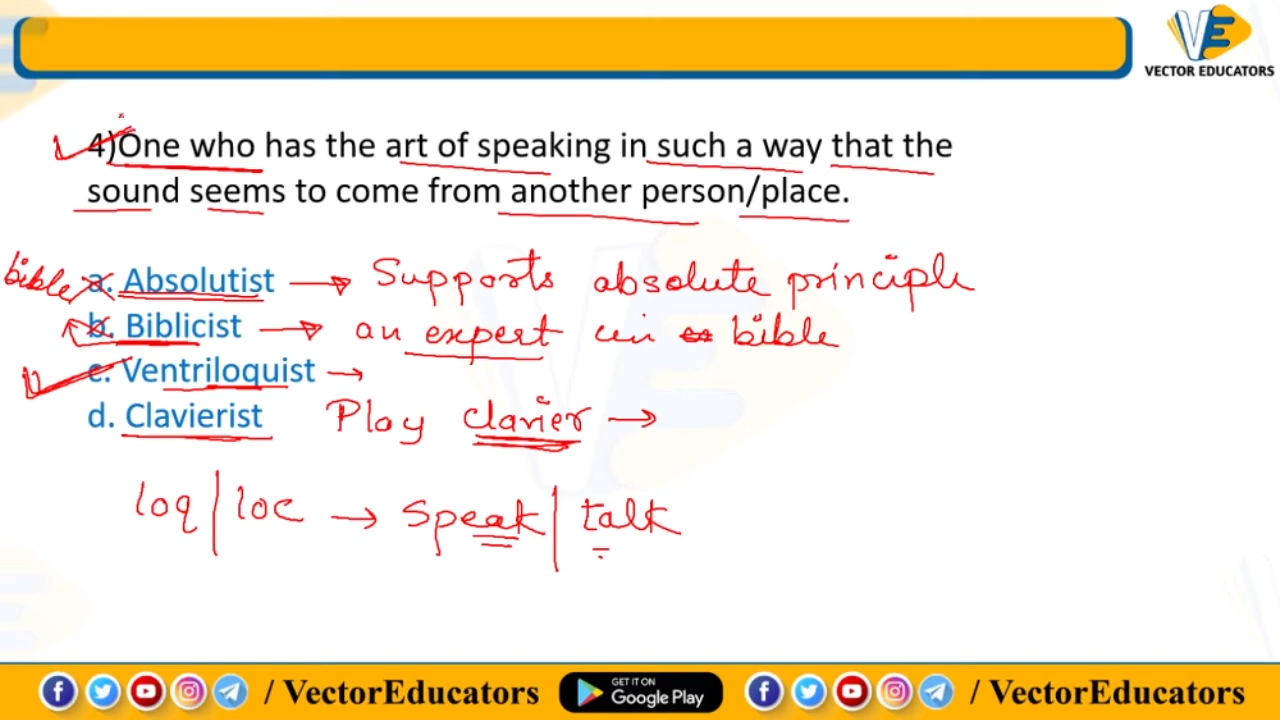 VECTOR EDUCATORS
4)One who has the art of speaking in such a way that the
sound seems to come from another person/place.
bible a. Absolutist → Supports absolute principle
b. Biblicist → an expert in bible
c. Ventriloquist →
d. Clavierist Play clavier →
loq | loc → speak | talk
/ VectorEducators GET IT ON Google Play / VectorEducators